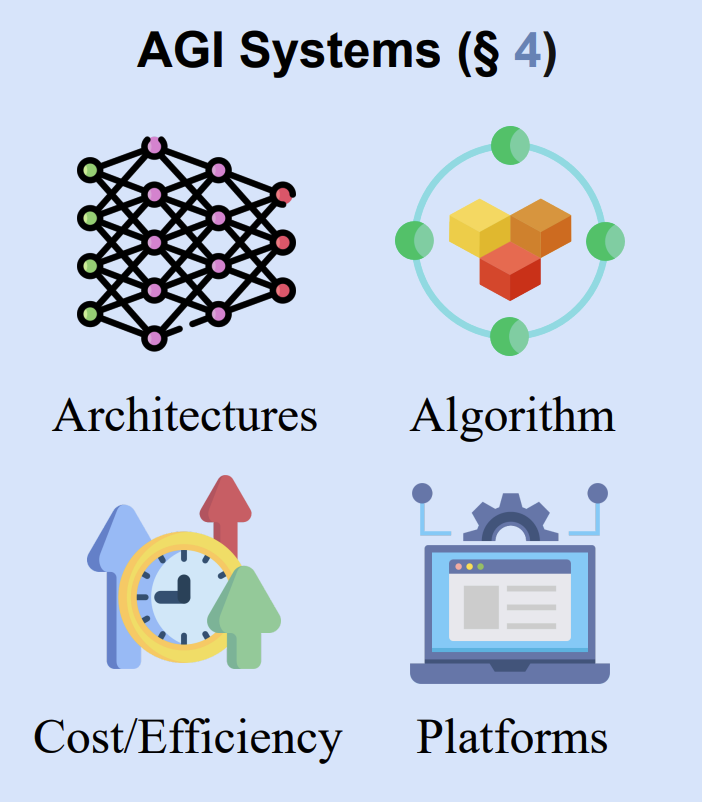 AGI Systems (§ 4)
Architectures
Algorithm
Cost/Efficiency
Platforms